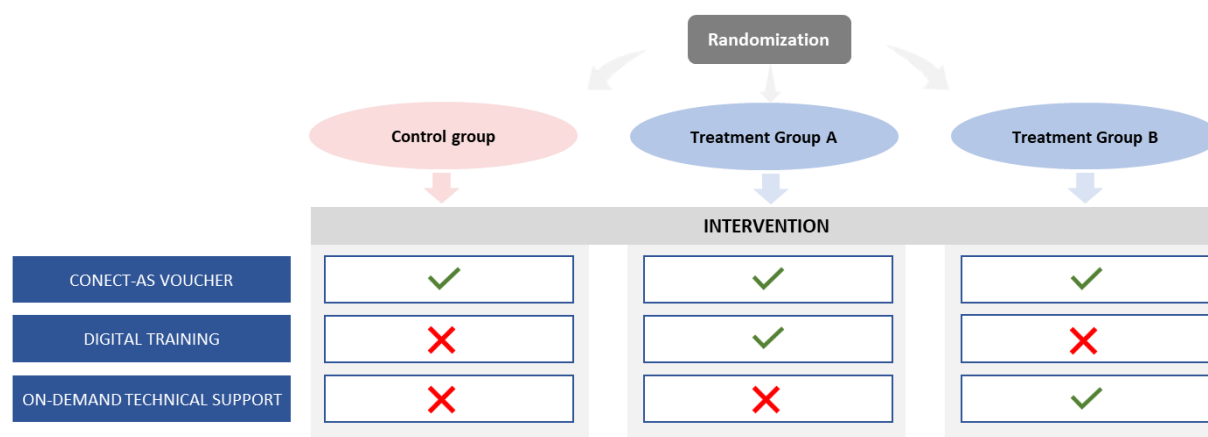 Randomization
Control group
Treatment Group A
Treatment Group B
INTERVENTION
CONECT-AS VOUCHER
DIGITAL TRAINING
ON-DEMAND TECHNICAL SUPPORT